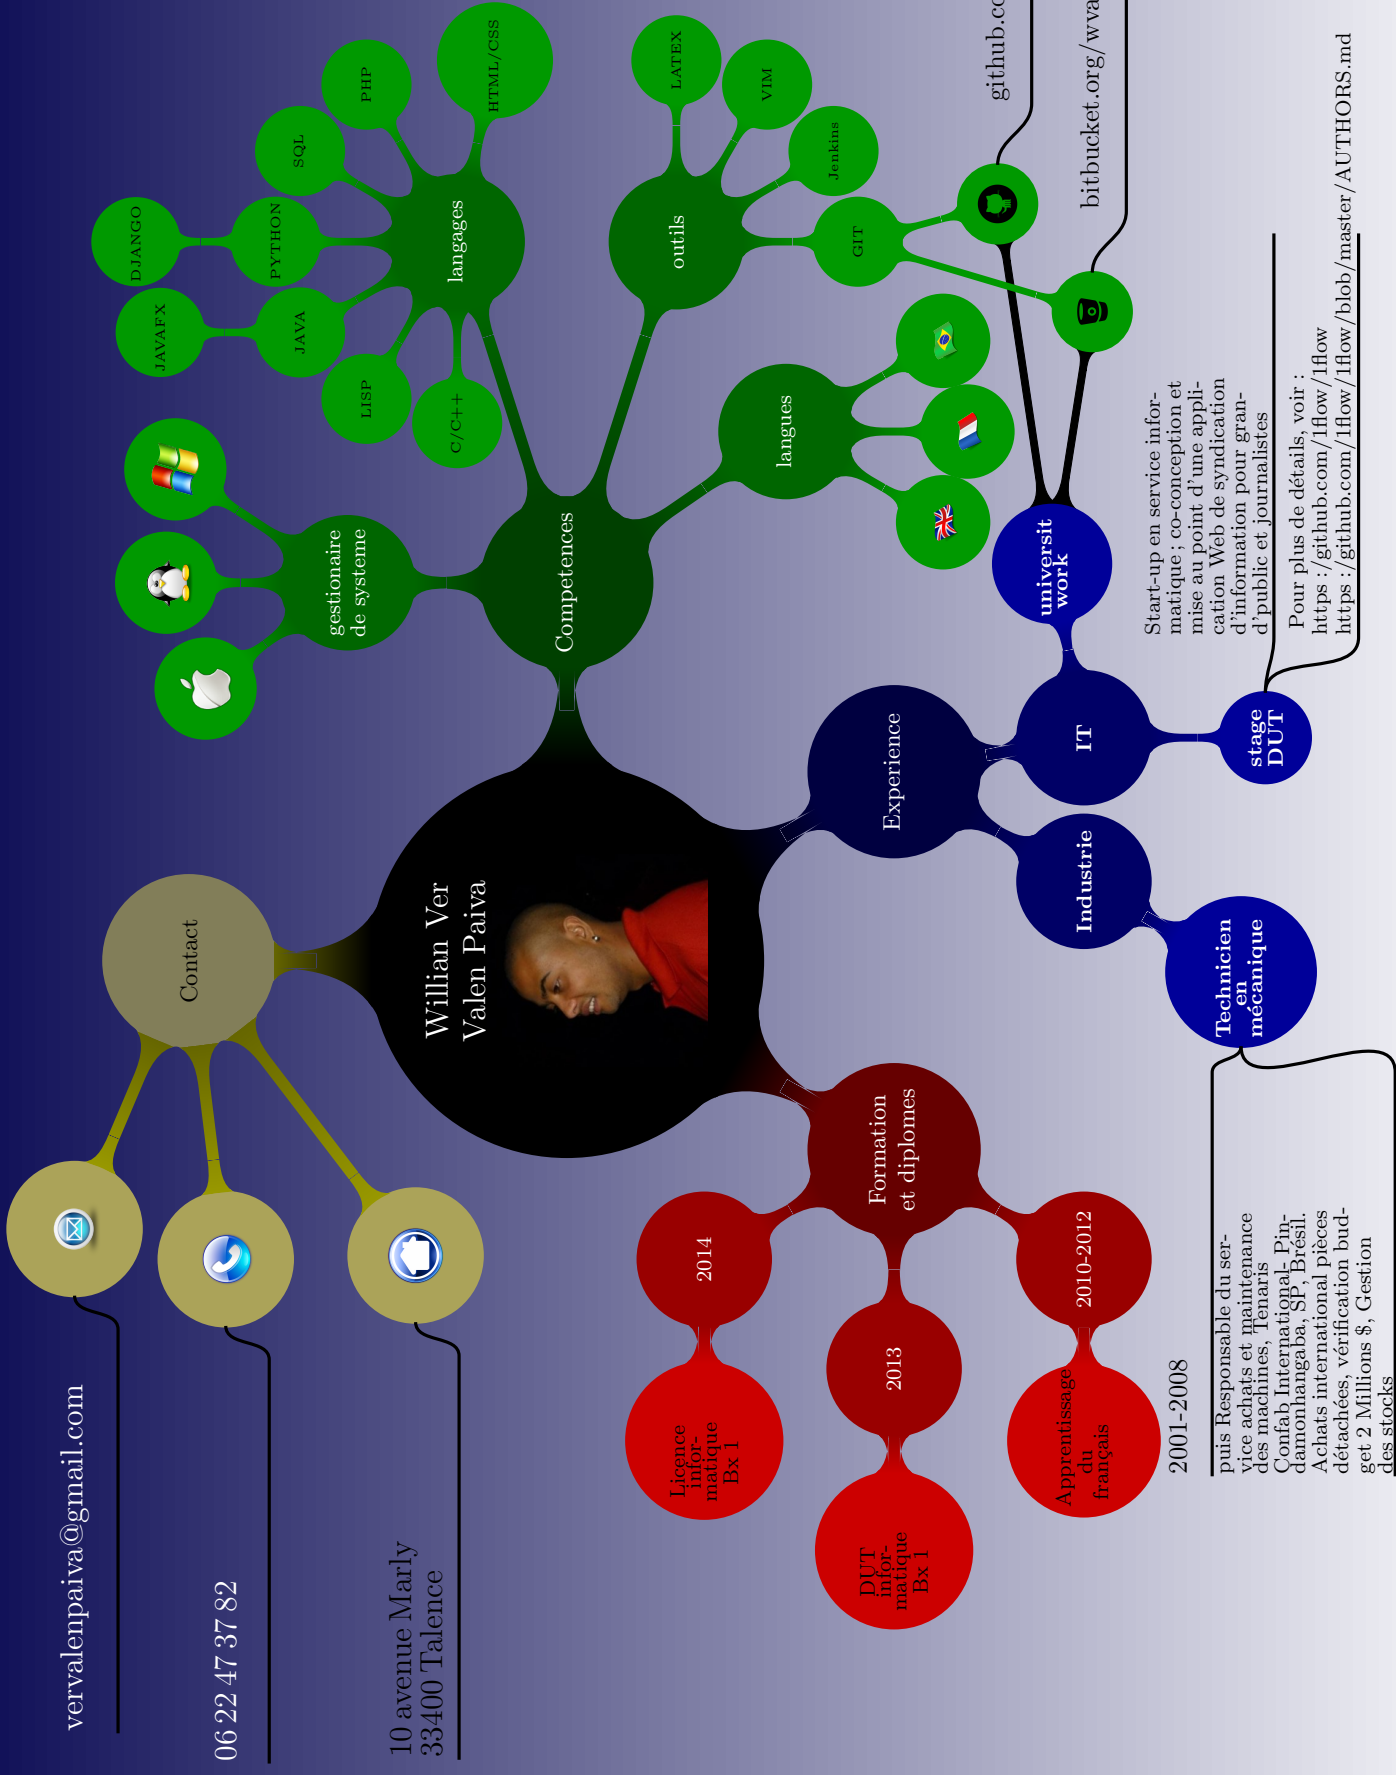 vervalenpaiva@gmail.com
06 22 47 37 82
10 avenue Marly
33400 Talence
Contact
Willian Ver
Valen Paiva
Competences
gestionaire
de systeme
langages
C/C++
LISP
JAVA
JAVAFX
PYTHON
DJANGO
SQL
PHP
HTML/CSS
outils
LATEX
VIM
Jenkins
GIT
github.co
bitbucket.org/wva
langues
Experience
IT
universit
work
stage
DUT
Start-up en service infor-
matique ; co-conception et
mise au point d'une appli-
cation Web de syndication
d'information pour gran-
d'public et journalistes
Pour plus de détails, voir :
https ://github.com/1flow/1flow
https ://github.com/1flow/1flow/blob/master/AUTHORS.md
Industrie
Technicien
en
mécanique
2001-2008
puis Responsable du ser-
vice achats et maintenance
des machines, Tenaris
Confab International- Pin-
damonhangaba, SP, Brésil.
Achats international pièces
détachées, vérification bud-
get 2 Millions $, Gestion
des stocks
Formation
et diplomes
2014
Licence
infor-
matique
Bx 1
2013
DUT
infor-
matique
Bx 1
2010-2012
Apprentissage
du
français